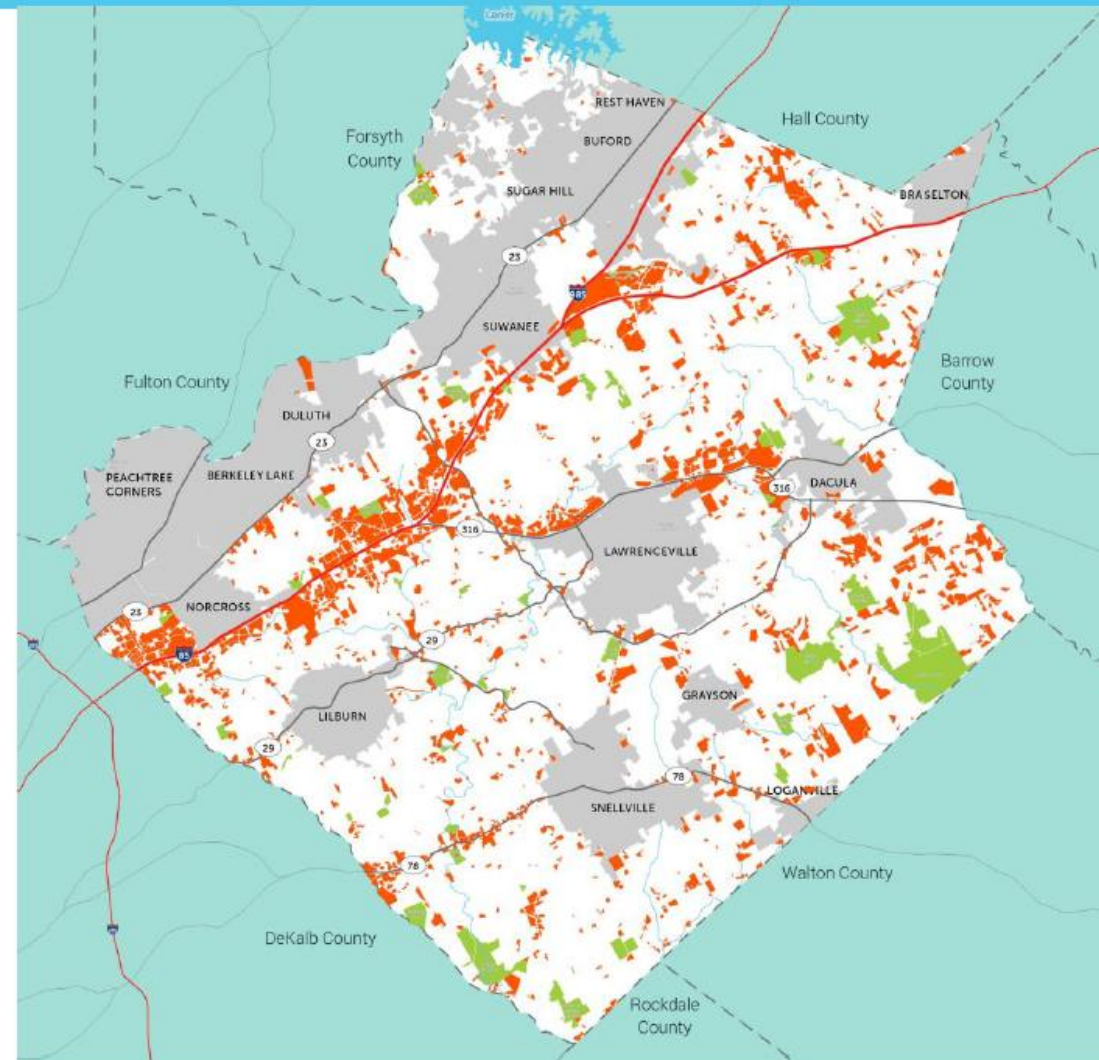 Lanier
REST HAVEN
Hall County
Forsyth
County
BUFORD
SUGAR HILL
BRASELTON
23
985
SUWANEE
Fulton County
Barrow
County
DULUTH
23
PEACHTREE
CORNERS
BERKELEY LAKE
DACULA
316
316
LAWRENCEVILLE
NORCROSS
23
29
85
GRAYSON
LILBURN
29
78
LOGANVILLE
SNELLVILLE
78
Walton County
DeKalb County
Rockdale
County